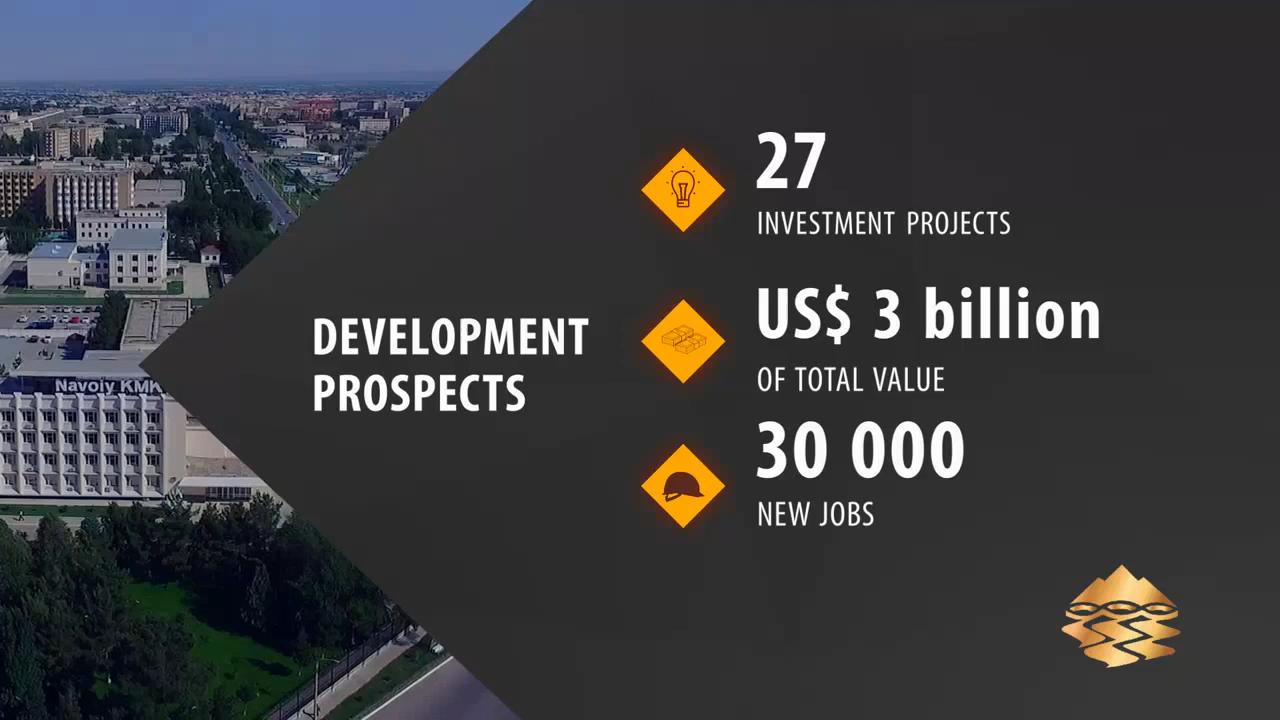 Navoiy KMK
DEVELOPMENT
PROSPECTS
27
INVESTMENT PROJECTS
US$ 3 billion
OF TOTAL VALUE
30 000
NEW JOBS